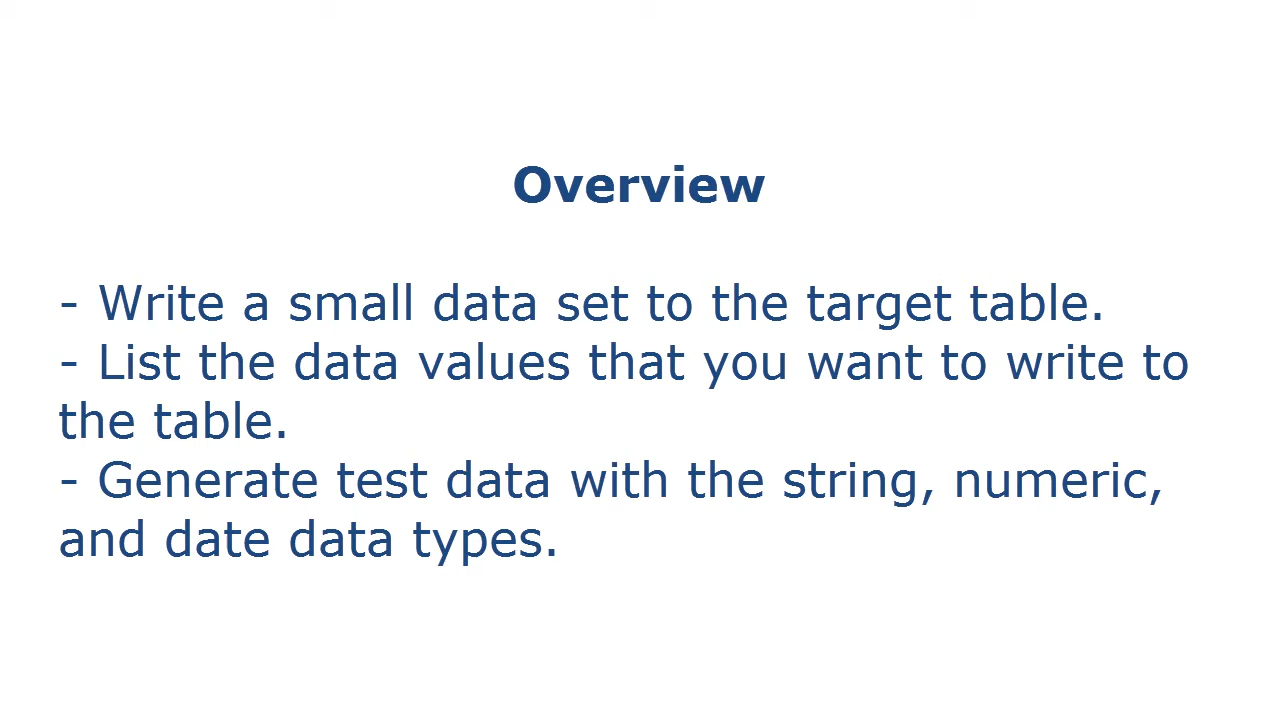 Overview
- Write a small data set to the target table.
- List the data values that you want to write to
the table.
- Generate test data with the string, numeric,
and date data types.